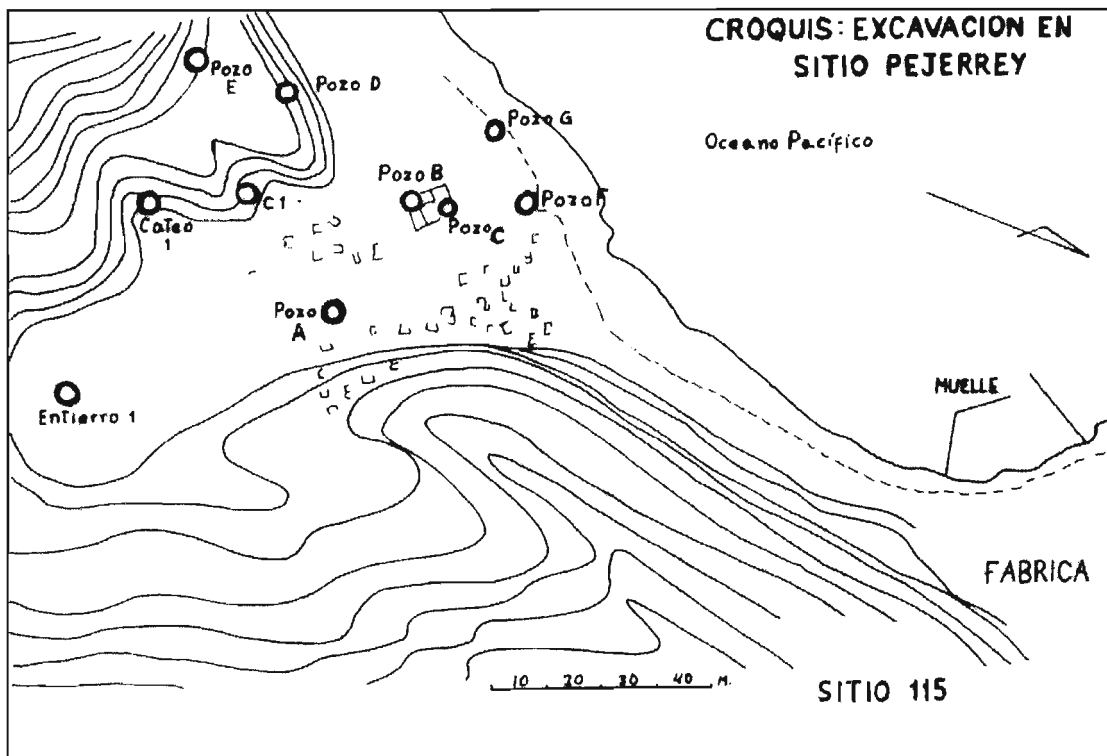 CROQUIS: EXCAVACION EN
SITIO PEJERREY
Oceano Pacífico
Pozo
E
Pozo D
Pozo G
Pozo B
Pozo F
Pozo
C
C1
Cateo
1
Pozo
A
Entierro 1
MUELLE
FABRICA
10 20 30 40 M.
SITIO 115